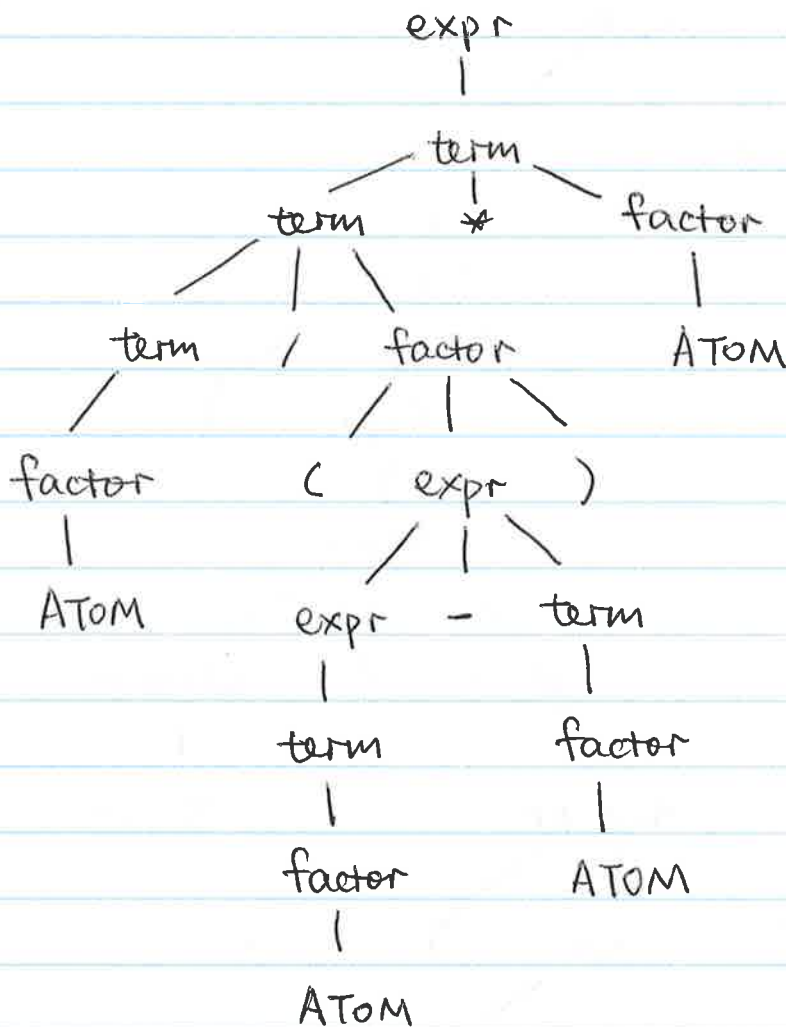 expr
term
term * factor
term / factor ATOM
factor ( expr )
ATOM expr - term
term factor
factor ATOM
ATOM